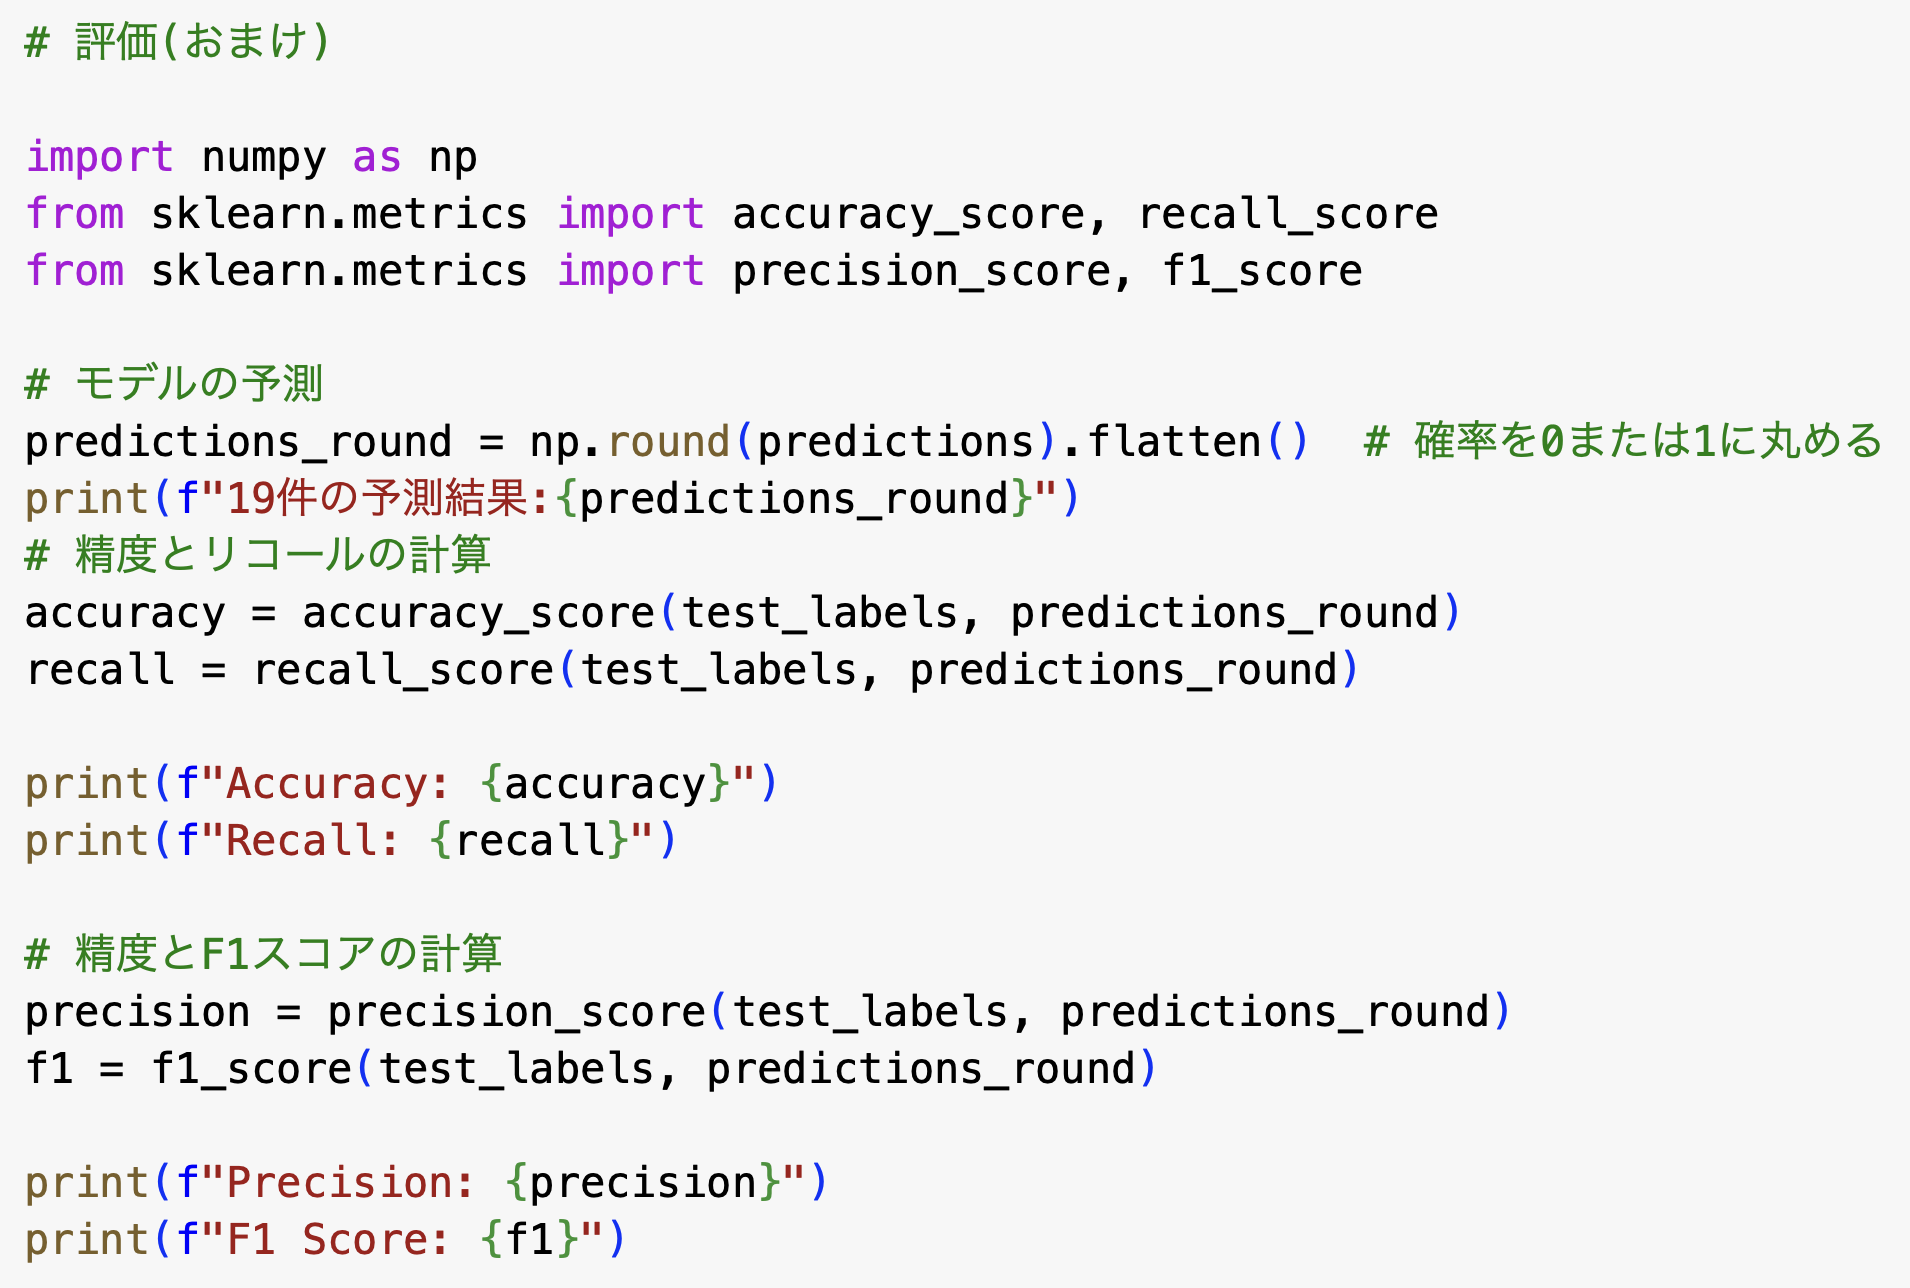 # 評価(おまけ)
import numpy as np
from sklearn.metrics import accuracy_score, recall_score
from sklearn.metrics import precision_score, f1_score
# モデルの予測
predictions_round = np.round(predictions).flatten()  # 確率を0または1に丸める
print(f"19件の予測結果:{predictions_round}")
# 精度とリコールの計算
accuracy = accuracy_score(test_labels, predictions_round)
recall = recall_score(test_labels, predictions_round)
print(f"Accuracy: {accuracy}")
print(f"Recall: {recall}")
# 精度とF1スコアの計算
precision = precision_score(test_labels, predictions_round)
f1 = f1_score(test_labels, predictions_round)
print(f"Precision: {precision}")
print(f"F1 Score: {f1}")